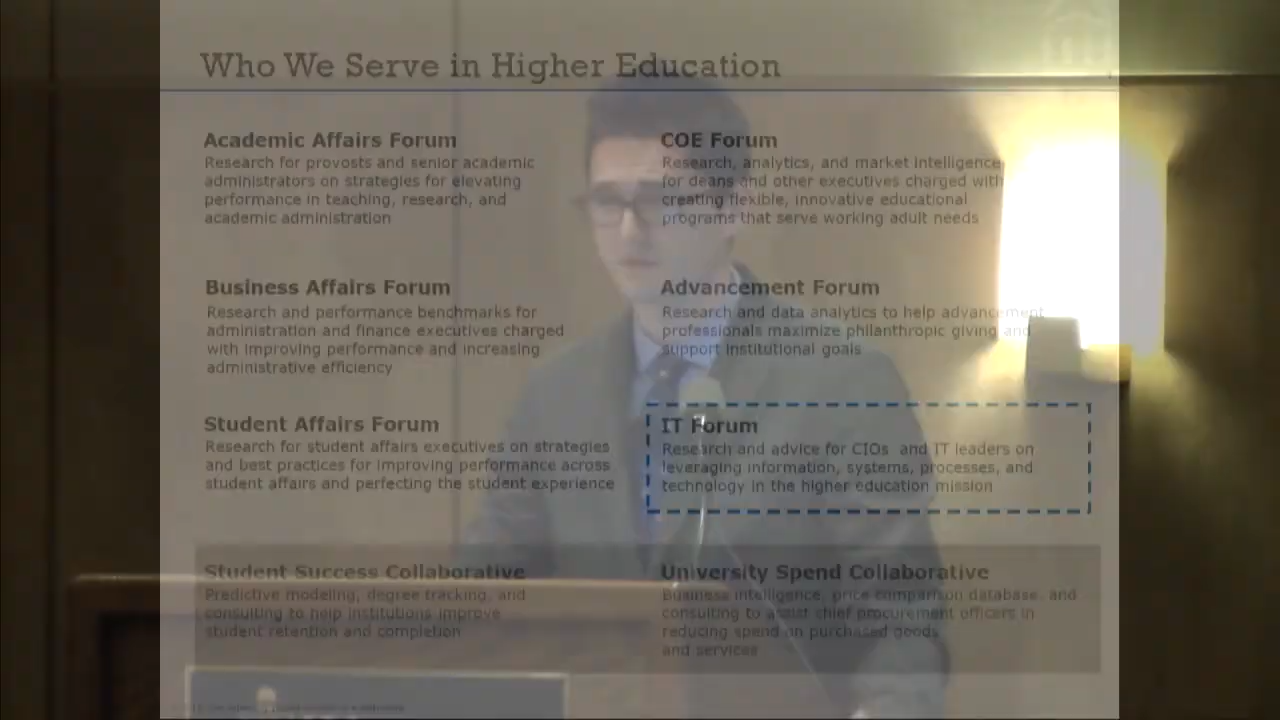 Who We Serve in Higher Education
Academic Affairs Forum
Research for provosts and senior academic
administrators on strategies for elevating
performance in teaching, research, and
academic administration
COE Forum
Research, analytics, and market intelligence
for deans and other executives charged with
creating flexible, innovative educational
programs that serve working adult needs
Business Affairs Forum
Research and performance benchmarks for
administration and finance executives charged
with improving performance and increasing
administrative efficiency
Advancement Forum
Research and data analytics to help advancement
professionals maximize philanthropic giving and
support institutional goals
Student Affairs Forum
Research for student affairs executives on strategies
and best practices for improving performance across
student affairs and perfecting the student experience
IT Forum
Research and advice for CIOs and IT leaders on
leveraging information, systems, processes, and
technology in the higher education mission
Student Success Collaborative
Predictive modeling, degree tracking, and
consulting to help institutions improve
student retention and completion
University Spend Collaborative
Business intelligence, price comparison database, and
consulting to assist chief procurement officers in
reducing spend on purchased goods
and services